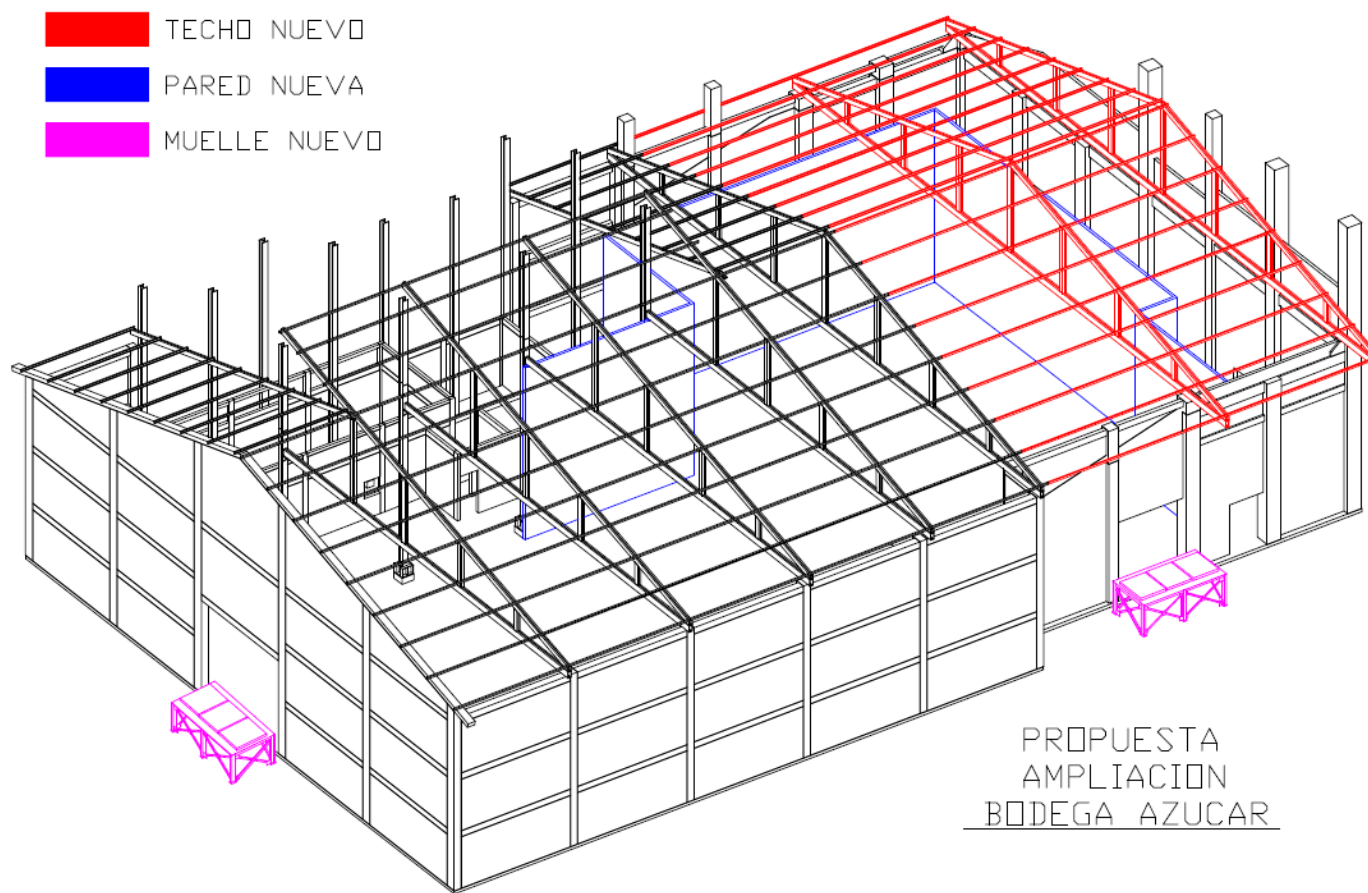 TECHO NUEVO
PARED NUEVA
MUELLE NUEVO
PROPUESTA
AMPLIACION
BODEGA AZUCAR